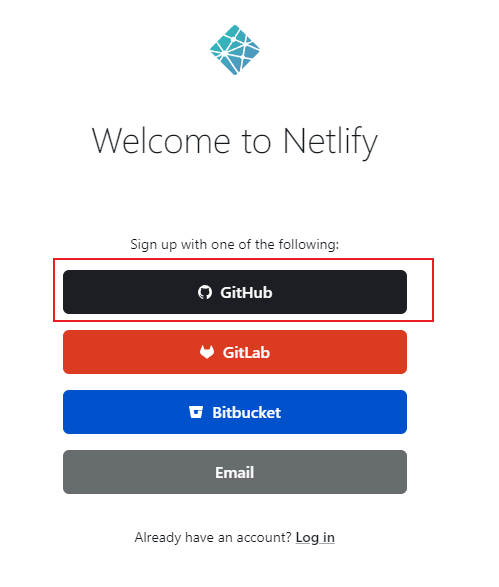 Welcome to Netlify
Sign up with one of the following:
GitHub
GitLab
Bitbucket
Email
Already have an account? Log in